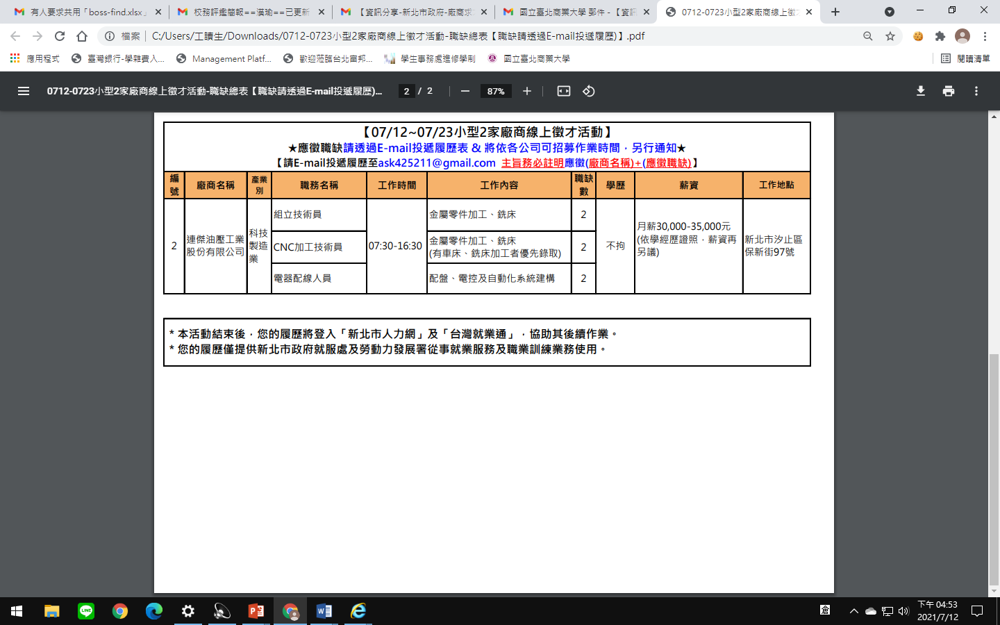 有人要求共用「boss-find.xlsx」
校務評鑑簡報==漢瑜==已更新
【資訊分享-新北市政府-廠商求
國立臺北商業大學 郵件 - 【資訊
0712-0723小型2家廠商線上徵才
檔案 C:/Users/工讀生/Downloads/0712-0723小型2家廠商線上徵才活動-職缺總表【職缺請透過E-mail投遞履歷)】.pdf
應用程式 臺灣銀行-學雜費入... Management Platf... 歡迎蒞臨台北富邦... 學生事務處進修學制 國立臺北商業大學 閱讀清單
0712-0723小型2家廠商線上徵才活動-職缺總表【職缺請透過E-mail投遞履歷)... 2 / 2 87%
【07/12~07/23小型2家廠商線上徵才活動】
★應徵職缺請透過E-mail投遞履歷表 & 將依各公司可招募作業時間，另行通知★
【請E-mail投遞履歷至ask425211@gmail.com 主旨務必註明應徵(廠商名稱)+(應徵職缺)】
編號 廠商名稱 產業別 職務名稱 工作時間 工作內容 職缺數 學歷 薪資 工作地點
2 連傑油壓工業股份有限公司 科技製造業 組立技術員 07:30-16:30 金屬零件加工、銑床 2 不拘 月薪30,000-35,000元(依學經歷證照，薪資再另議) 新北市汐止區保新街97號
CNC加工技術員 金屬零件加工、銑床(有車床、銑床加工者優先錄取) 2
電器配線人員 配盤、電控及自動化系統建構 2
* 本活動結束後，您的履歷將登入「新北市人力網」及「台灣就業通」，協助其後續作業。
* 您的履歷僅提供新北市政府就服處及勞動力發展署從事就業服務及職業訓練業務使用。
下午 04:53
2021/7/12